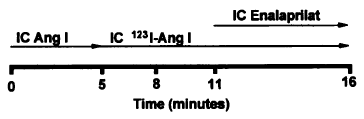 IC Enalaprilat
IC Ang I IC ¹²³I-Ang I
0 5 8 11 16
Time (minutes)